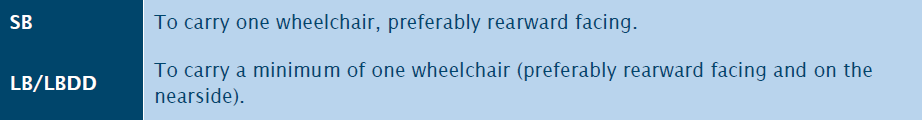 SB
To carry one wheelchair, preferably rearward facing.
LB/LBDD
To carry a minimum of one wheelchair (preferably rearward facing and on the
nearside).